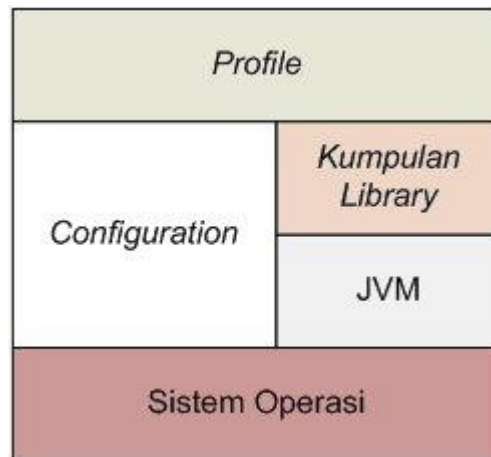 Profile
Configuration
Kumpulan
Library
JVM
Sistem Operasi